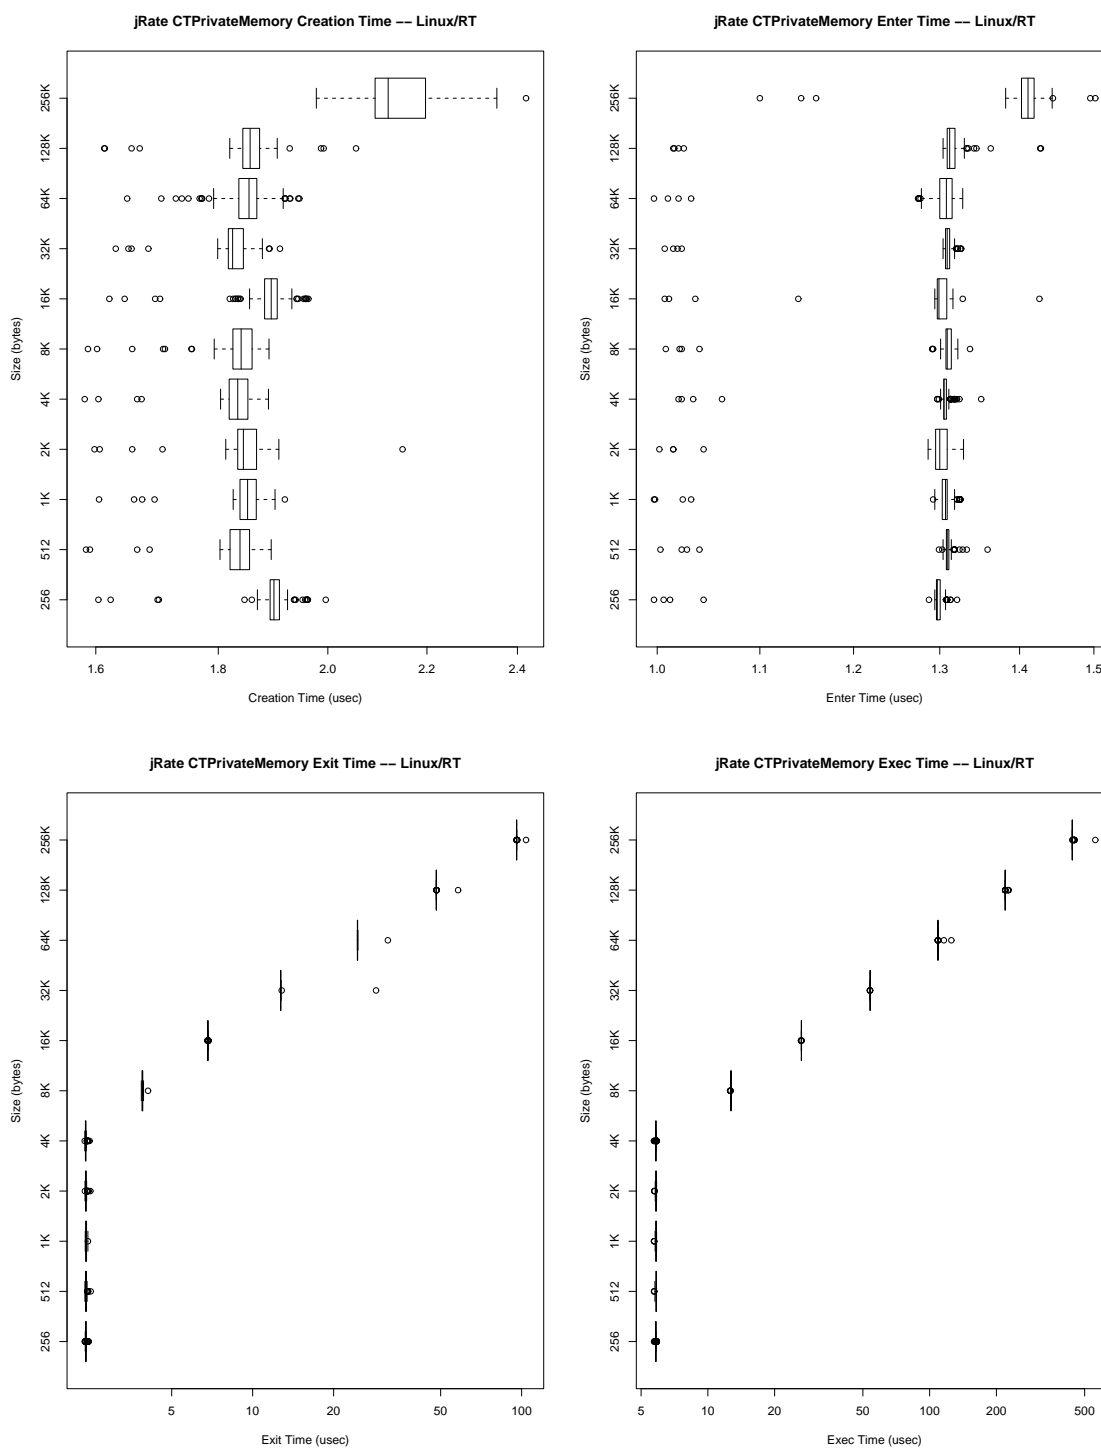 jRate CTPrivateMemory Creation Time −− Linux/RT
Size (bytes)
256K
128K
64K
32K
16K
8K
4K
2K
1K
512
256
1.6 1.8 2.0 2.2 2.4
Creation Time (usec)
jRate CTPrivateMemory Enter Time −− Linux/RT
Size (bytes)
256K
128K
64K
32K
16K
8K
4K
2K
1K
512
256
1.0 1.1 1.2 1.3 1.4 1.5
Enter Time (usec)
jRate CTPrivateMemory Exit Time −− Linux/RT
Size (bytes)
256K
128K
64K
32K
16K
8K
4K
2K
1K
512
256
5 10 20 50 100
Exit Time (usec)
jRate CTPrivateMemory Exec Time −− Linux/RT
Size (bytes)
256K
128K
64K
32K
16K
8K
4K
2K
1K
512
256
5 10 20 50 100 200 500
Exec Time (usec)